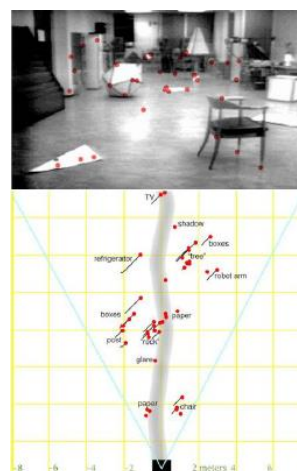 TV
shadow
boxes
refrigerator
"tree"
robot arm
boxes
paper
post
"rock"
glare
paper
chair
-8 -6 -4 -2 2 meters 6 8